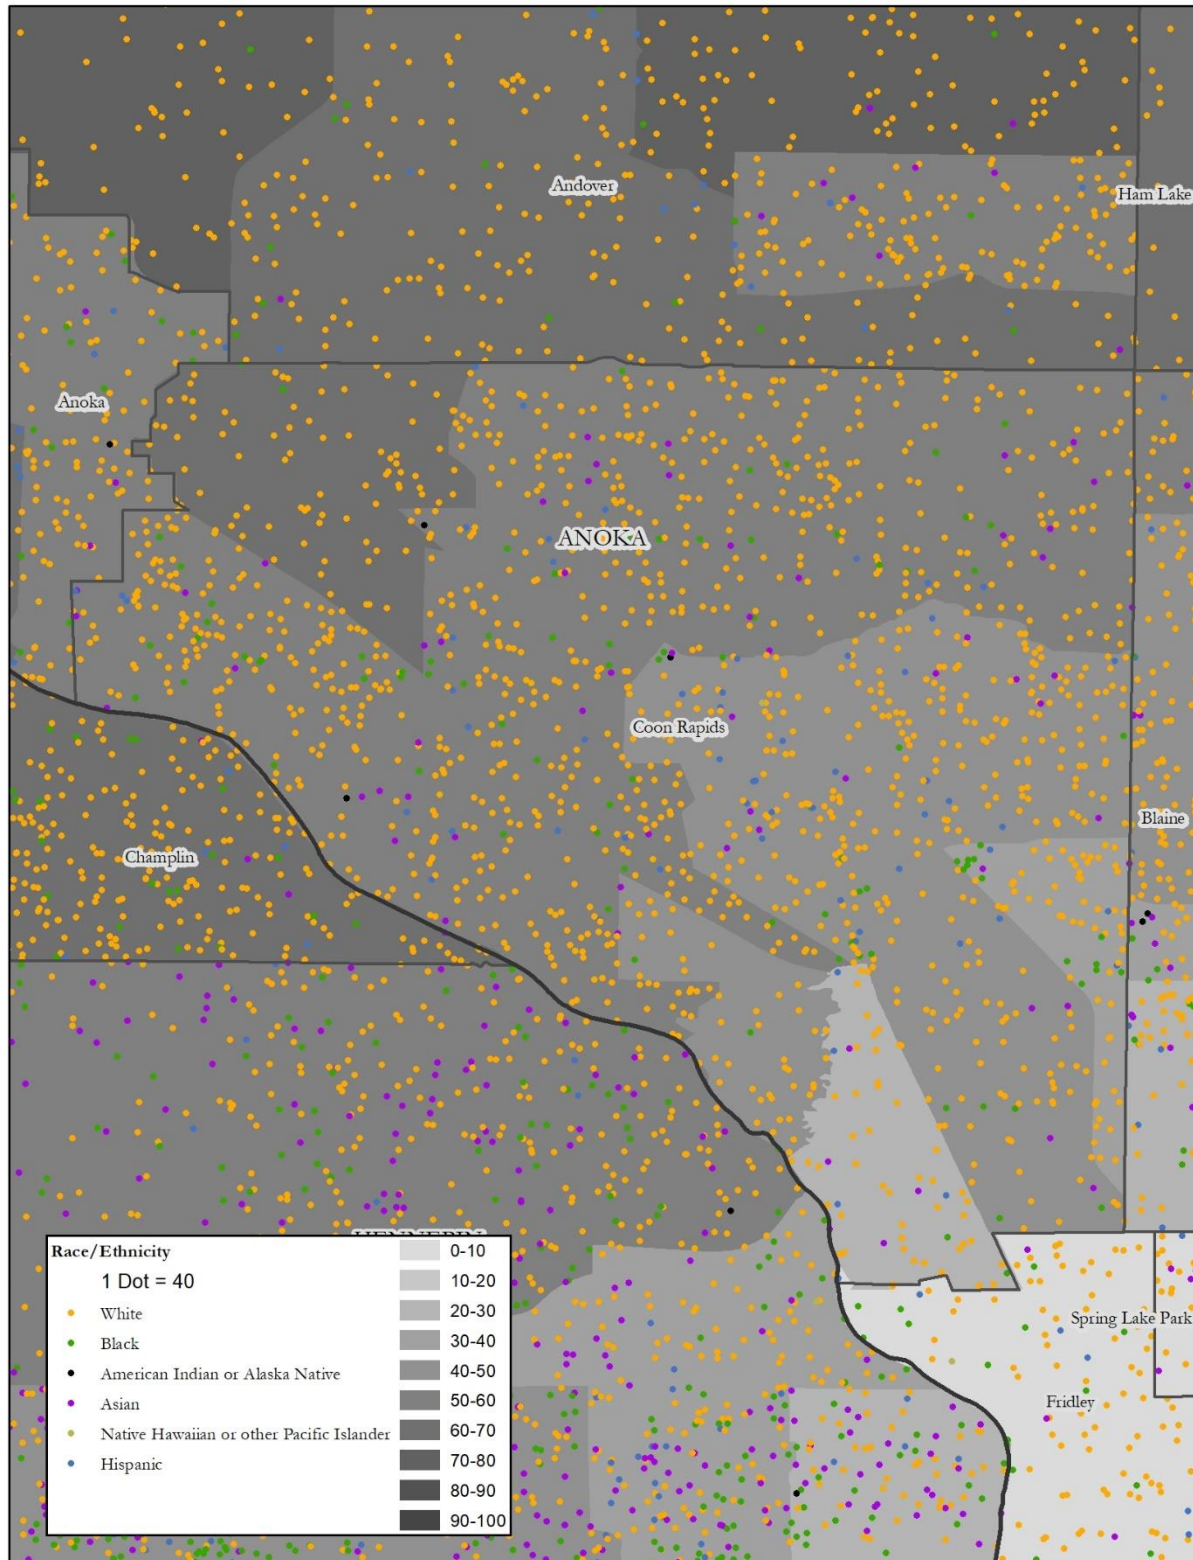 Andover
Ham Lake
Anoka
ANOKA
Coon Rapids
Blaine
Champlin
HENNEPIN
Spring Lake Park
Fridley
Race/Ethnicity
1 Dot = 40
White
Black
American Indian or Alaska Native
Asian
Native Hawaiian or other Pacific Islander
Hispanic
0-10
10-20
20-30
30-40
40-50
50-60
60-70
70-80
80-90
90-100